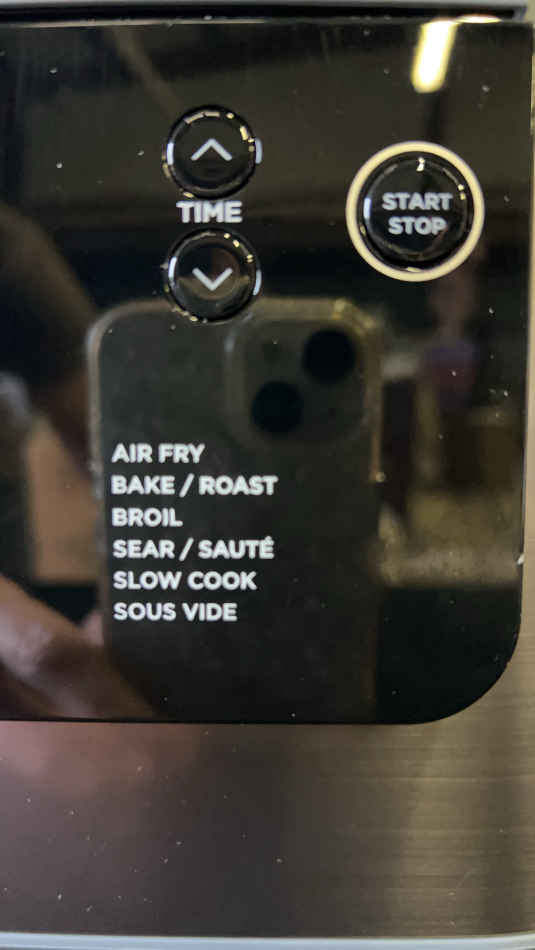 TIME
START
STOP
AIR FRY
BAKE / ROAST
BROIL
SEAR / SAUTÉ
SLOW COOK
SOUS VIDE